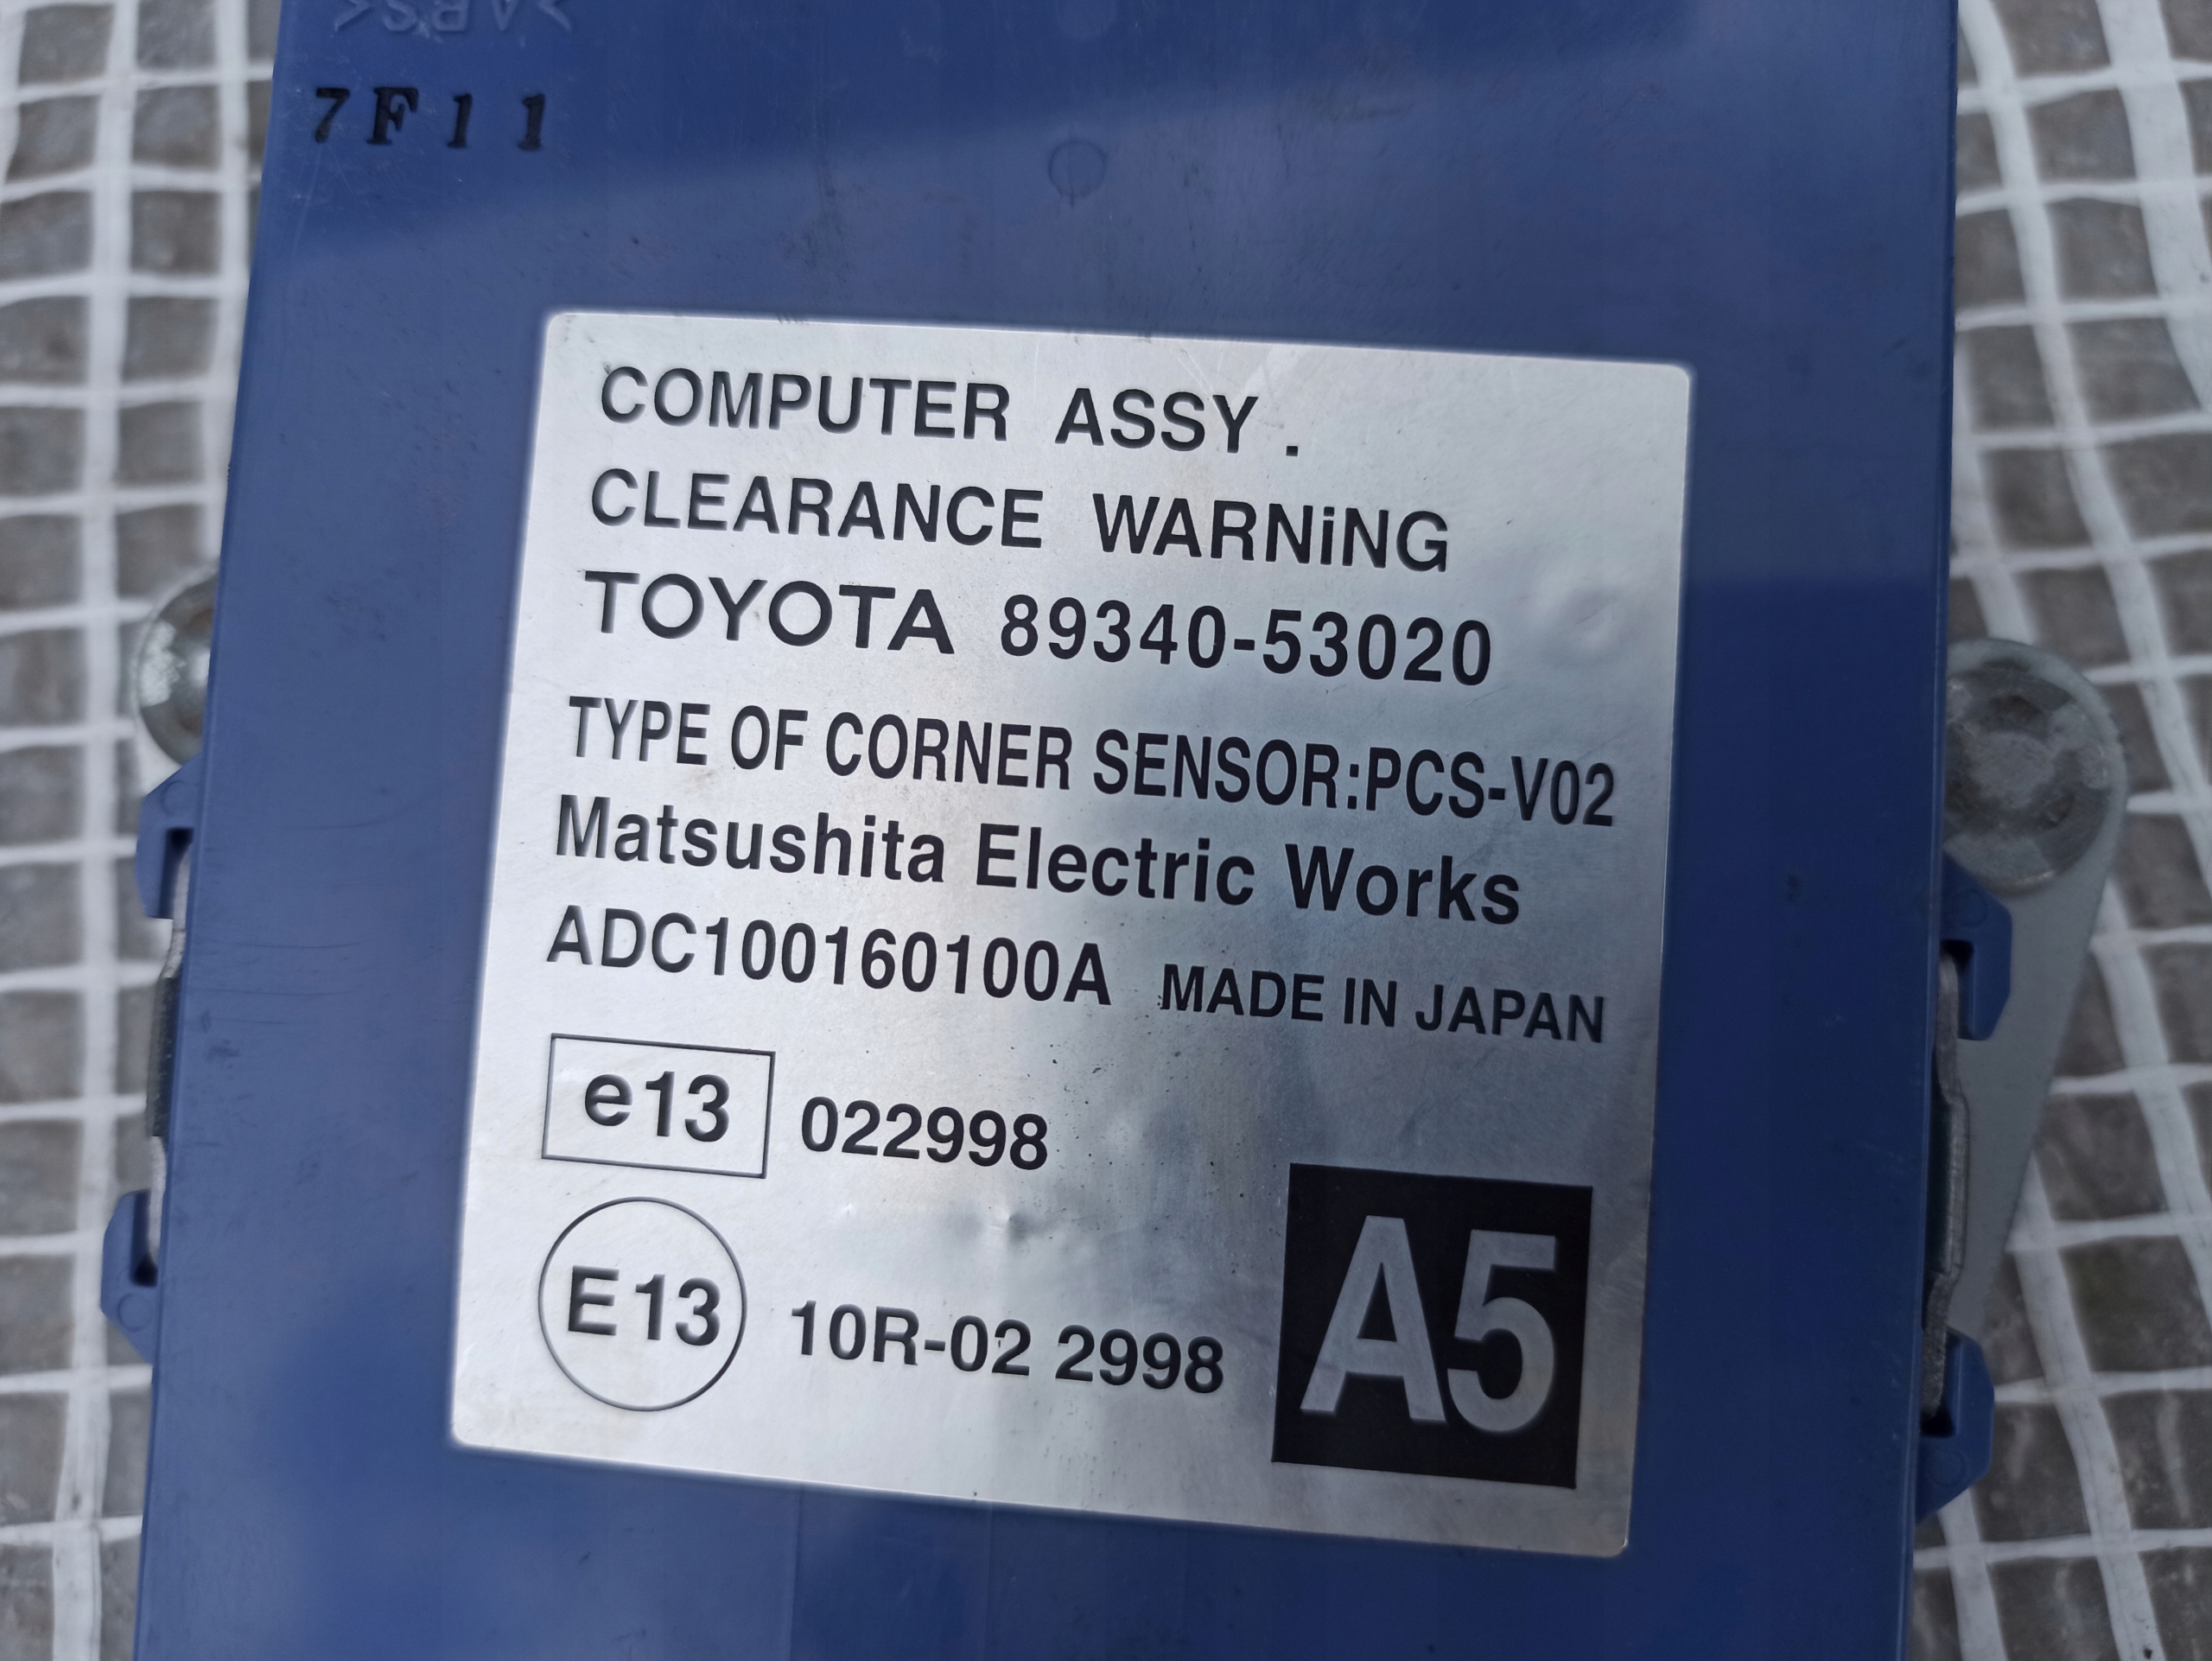 >ABS<
7F11
COMPUTER ASSY.
CLEARANCE WARNiNG
TOYOTA 89340-53020
TYPE OF CORNER SENSOR:PCS-V02
Matsushita Electric Works
ADC100160100A MADE IN JAPAN
e13 022998
E13 10R-02 2998
A5